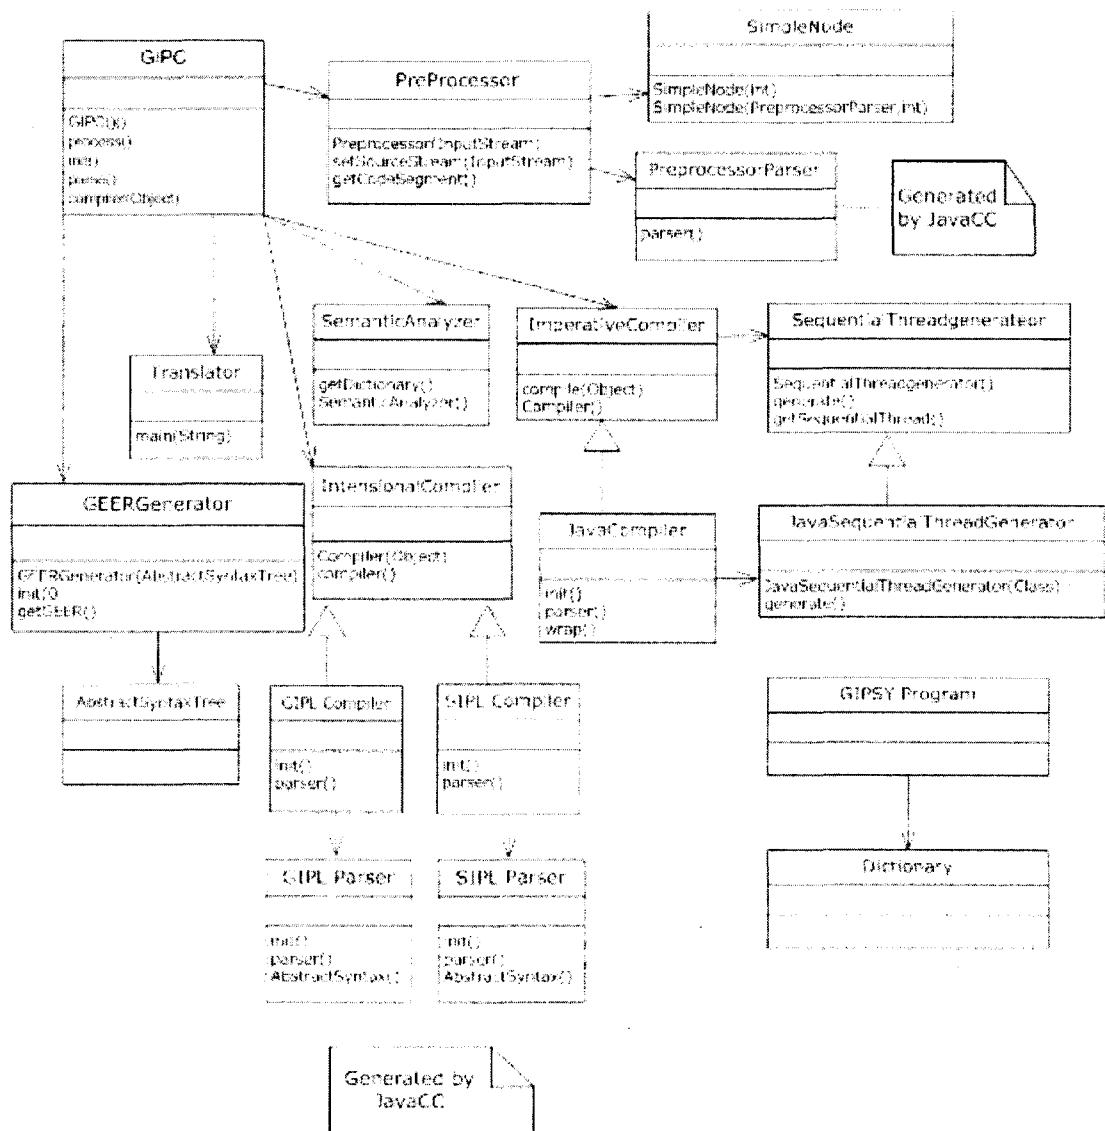 SimpleNode
SimpleNode(int)
SimpleNode(PreprocessorParser,int)
GIPC
GIPC()
process()
init()
parse()
compiler(Object)
PreProcessor
Preprocessor(InputStream)
setSourceStream(InputStream)
getCodeSegment()
PreprocessorParser
parser()
Generated
by JavaCC
SemanticAnalyzer
getDictionary()
SemanticAnalyzer()
ImperativeCompiler
compile(Object)
Compiler()
SequentialThreadgenerateor
SequentialThreadgenerator()
generate()
getSequentialThread()
Translator
main(String)
GEERGenerator
GEERGenerator(AbstractSyntaxTree)
init()
getGEER()
IntensionalCompiler
Compiler(Object)
compiler()
JavaCompiler
init()
parser()
wrap()
JavaSequentialThreadGenerator
JavaSequentialThreadGenerator(Class)
generate()
AbstractSyntaxTree
GIPL Compiler
init()
parser()
SIPL Compiler
init()
parser()
GIPSY Program
GIPL Parser
init()
parser()
AbstractSyntax()
SIPL Parser
init()
parser()
AbstractSyntax()
Dictionary
Generated by
JavaCC